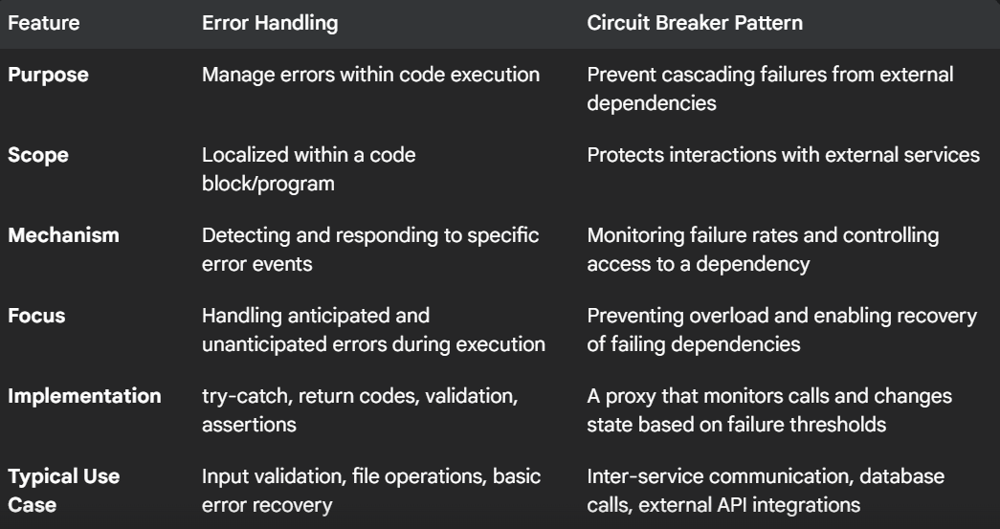 Feature Error Handling Circuit Breaker Pattern
Purpose Manage errors within code execution Prevent cascading failures from external
dependencies
Scope Localized within a code Protects interactions with external services
block/program
Mechanism Detecting and responding to specific Monitoring failure rates and controlling
error events access to a dependency
Focus Handling anticipated and Preventing overload and enabling recovery
unanticipated errors during execution of failing dependencies
Implementation try-catch, return codes, validation, A proxy that monitors calls and changes
assertions state based on failure thresholds
Typical Use Input validation, file operations, basic Inter-service communication, database
Case error recovery calls, external API integrations